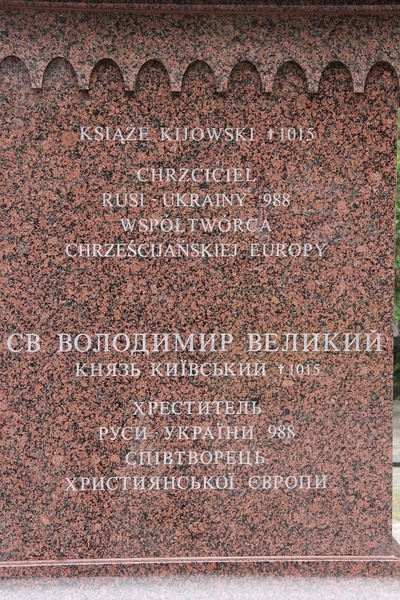 KSIĄŻE KIJOWSKI †1015
CHRZCICIEL
RUSI - UKRAINY 988
WSPÓŁTWÓRCA
CHRZEŚCIJAŃSKIEJ EUROPY
СВ ВОЛОДИМИР ВЕЛИКИЙ
КНЯЗЬ КИЇВСЬКИЙ †1015
ХРЕСТИТЕЛЬ
РУСИ - УКРАЇНИ 988
СПІВТВОРЕЦЬ
ХРИСТИЯНСЬКОЇ ЄВРОПИ